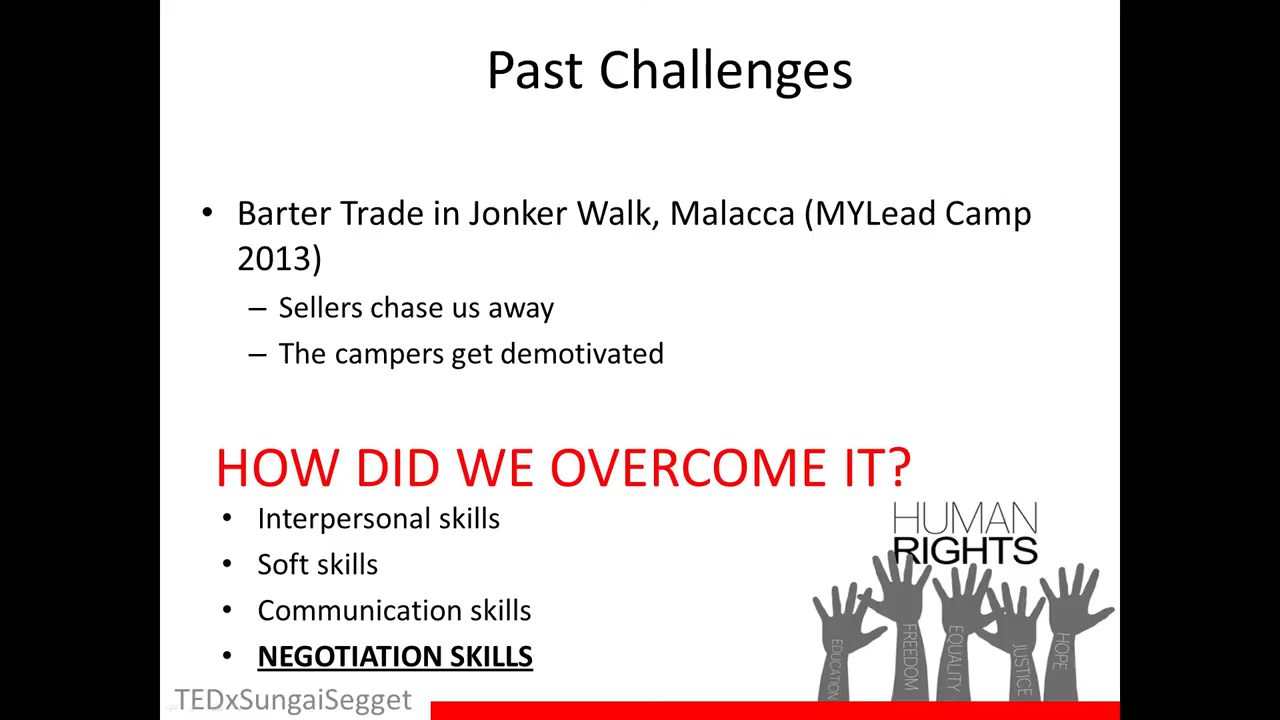 Past Challenges
• Barter Trade in Jonker Walk, Malacca (MYLead Camp
2013)
– Sellers chase us away
– The campers get demotivated
HOW DID WE OVERCOME IT?
• Interpersonal skills
• Soft skills
• Communication skills
• NEGOTIATION SKILLS
HUMAN
RIGHTS
EDUCATION
FREEDOM
EQUALITY
JUSTICE
HOPE
TEDxSungaiSegget